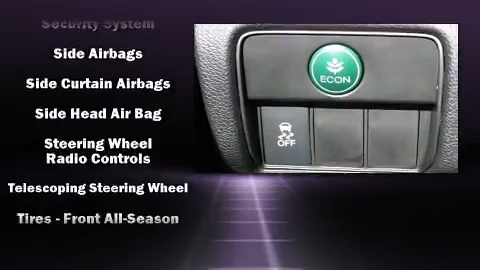 Security System
Side Airbags
Side Curtain Airbags
Side Head Air Bag
Steering Wheel
Radio Controls
Telescoping Steering Wheel
Tires - Front All-Season
ECON
OFF